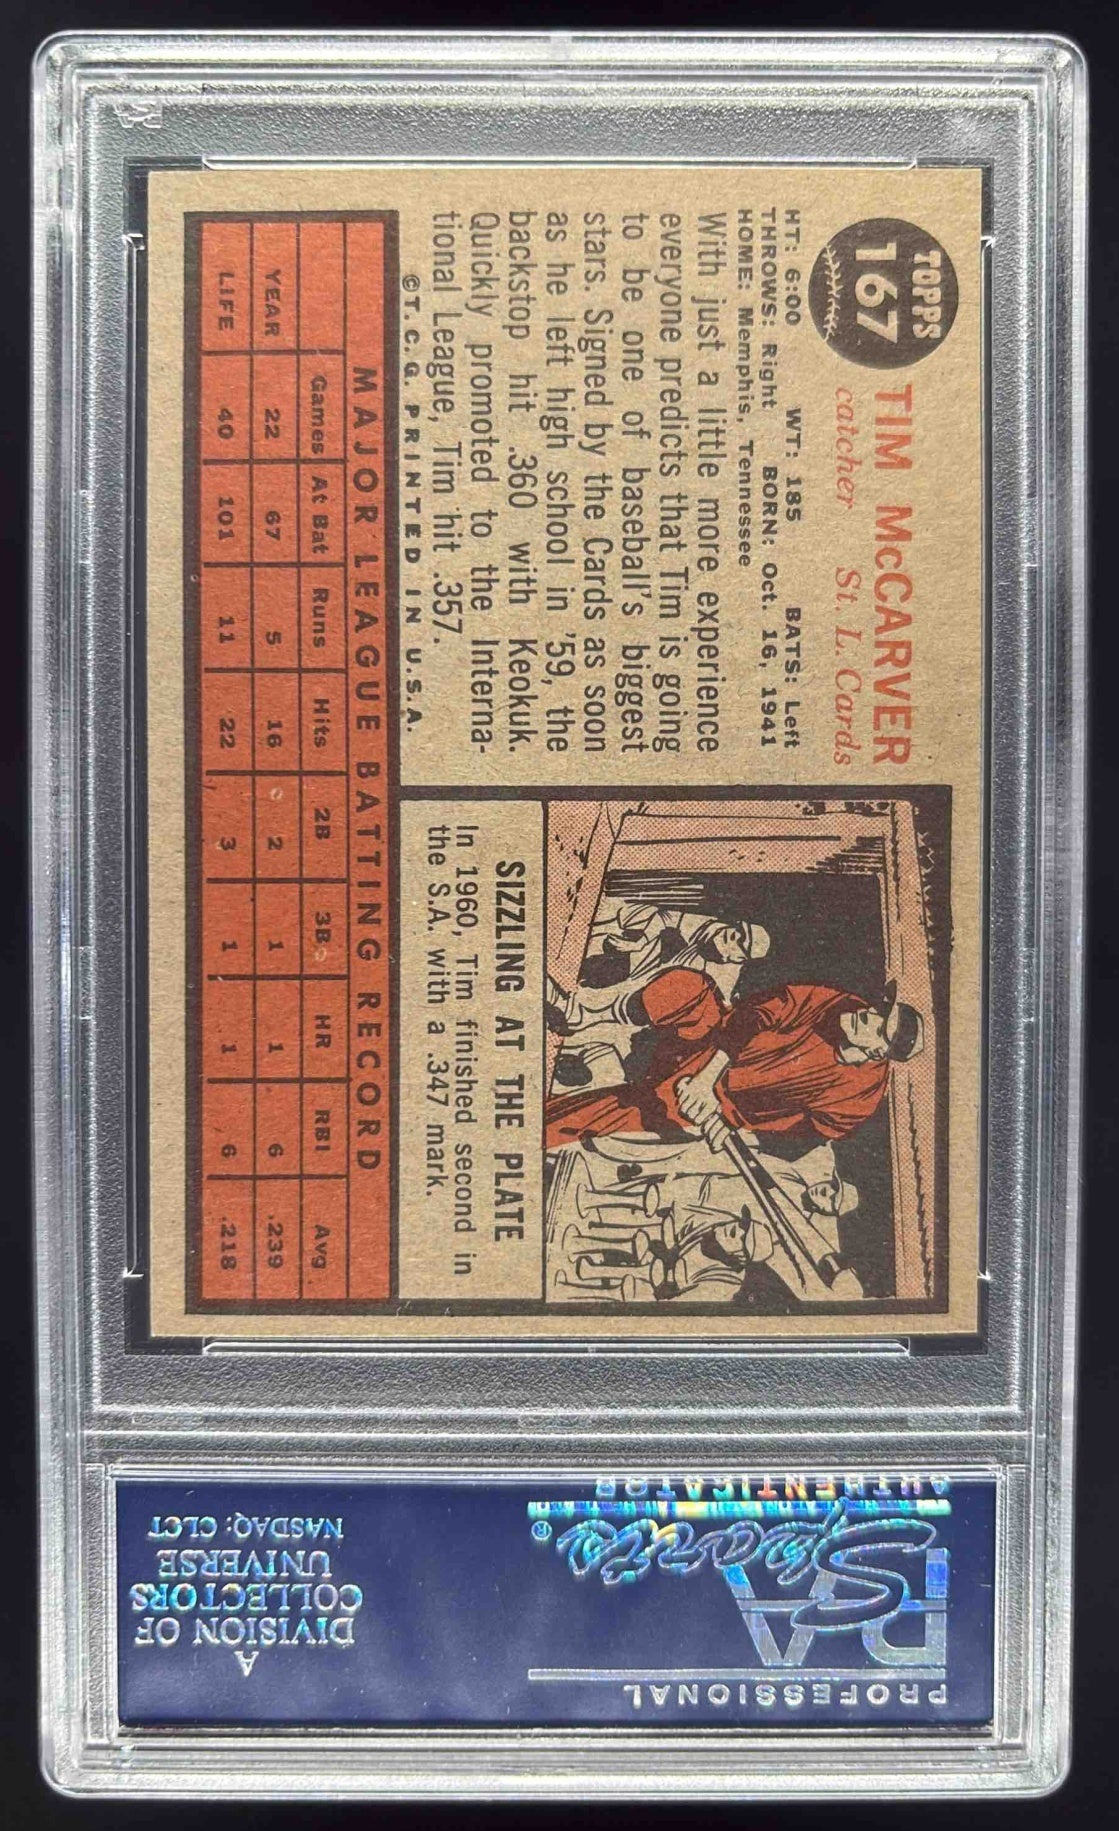 TOPPS
167
TIM McCARVER
catcher St. L. Cards
HT: 6:00 WT: 185 BATS: Left
THROWS: Right BORN: Oct. 16, 1941
HOME: Memphis, Tennessee
With just a little more experience
everyone predicts that Tim is going
to be one of baseball's biggest
stars. Signed by the Cards as soon
as he left high school in '59, the
backstop hit .360 with Keokuk.
Quickly promoted to the Interna-
tional League, Tim hit .357.
©T.C.G. PRINTED IN U.S.A.
SIZZLING AT THE PLATE
In 1960, Tim finished second in
the S.A. with a .347 mark.
MAJOR LEAGUE BATTING RECORD
Games At Bat Runs Hits 2B 3B HR RBI Avg.
YEAR 22 67 5 16 2 1 1 6 .239
LIFE 40 101 11 22 3 1 1 6 .218
PROFESSIONAL
PSA
Sports
®
AUTHENTICATOR
A
DIVISION OF
COLLECTORS
UNIVERSE
NASDAQ: CLCT